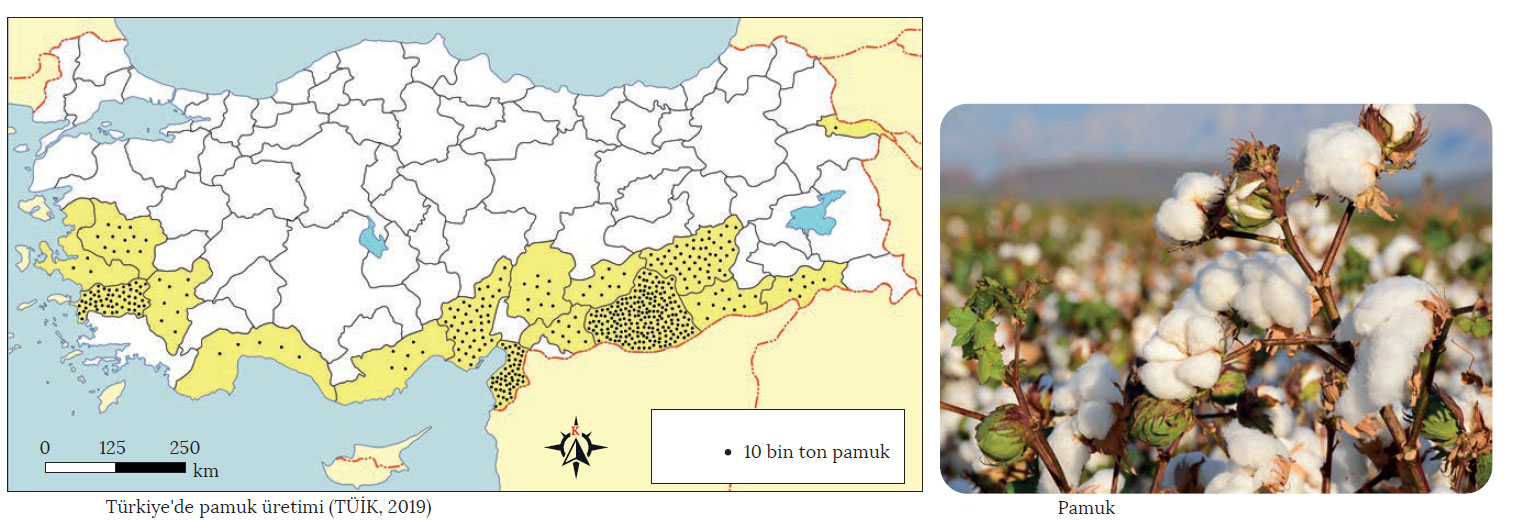 K
10 bin ton pamuk
0 125 250
km
Türkiye'de pamuk üretimi (TÜİK, 2019)
Pamuk